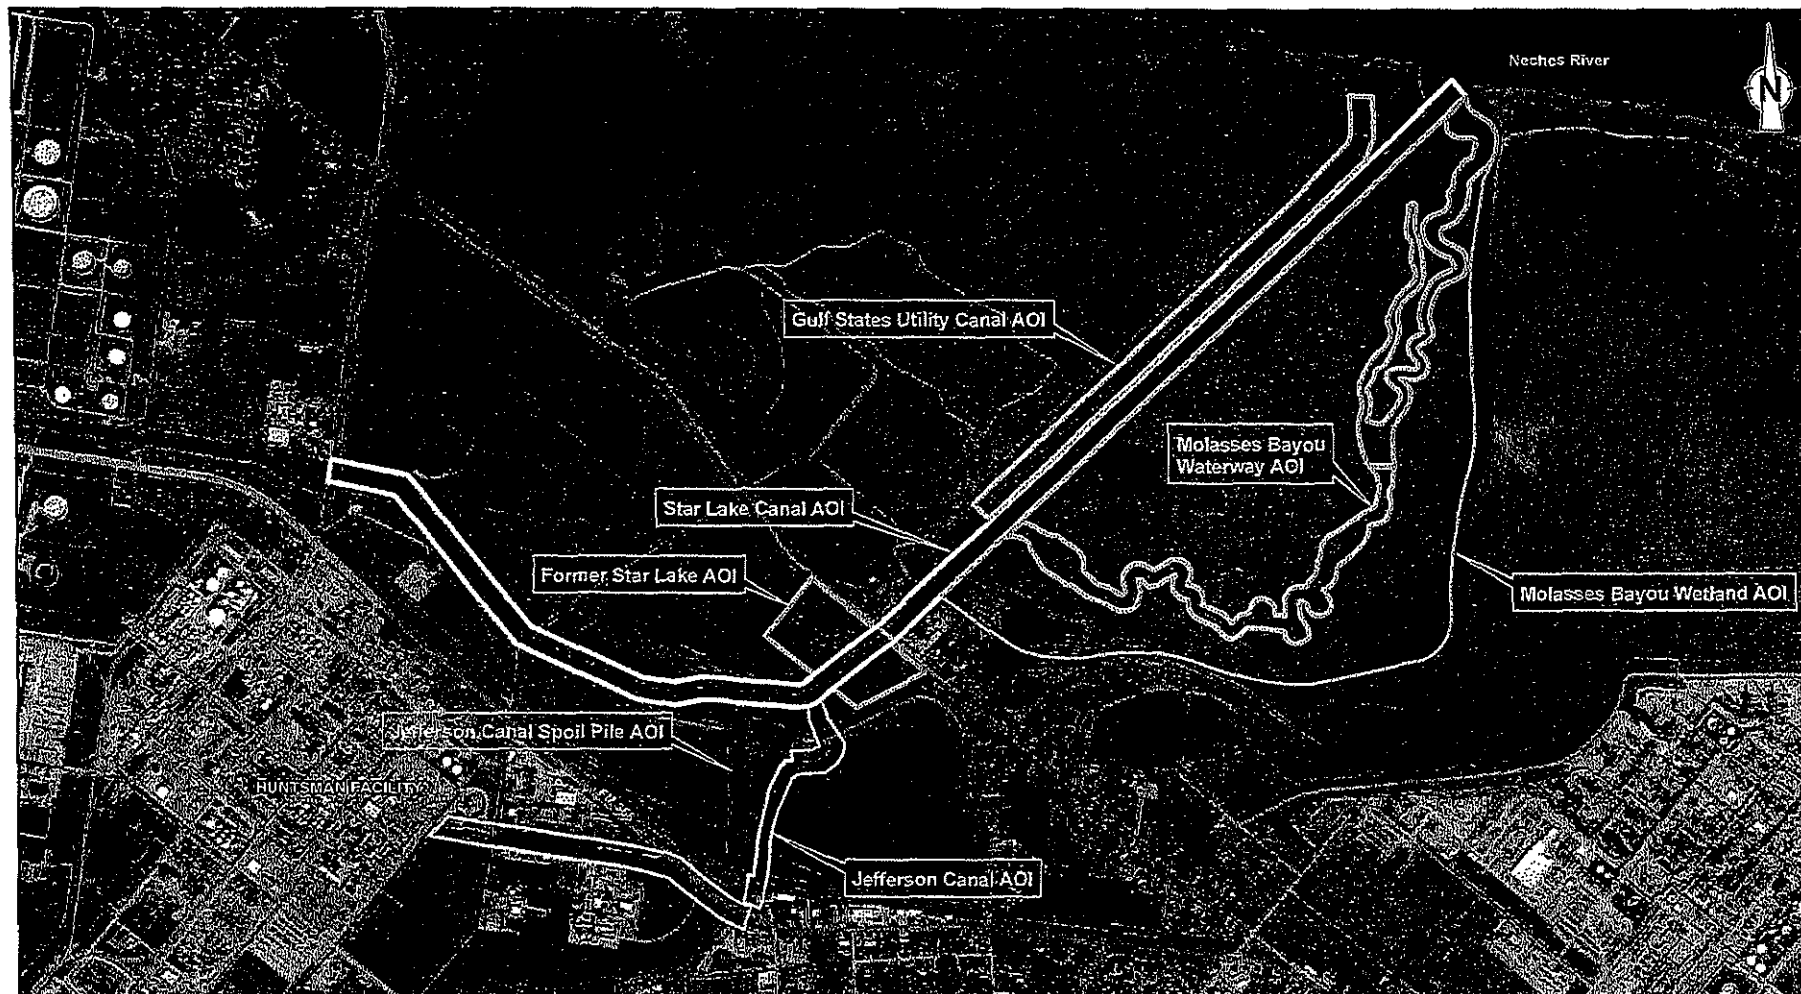 Neches River
N
Gulf States Utility Canal AOI
Molasses Bayou
Waterway AOI
Star Lake Canal AOI
Former Star Lake AOI
Molasses Bayou Wetland AOI
Jefferson Canal Spoil Pile AOI
HUNTSMAN FACILITY
Jefferson Canal AOI